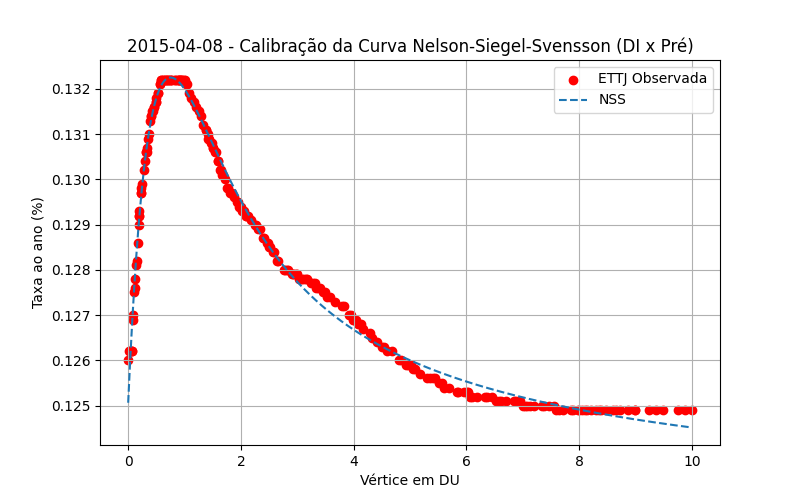 2015-04-08 - Calibração da Curva Nelson-Siegel-Svensson (DI x Pré)
ETTJ Observada
NSS
Taxa ao ano (%)
0.132
0.131
0.130
0.129
0.128
0.127
0.126
0.125
0
2
4
6
8
10
Vértice em DU